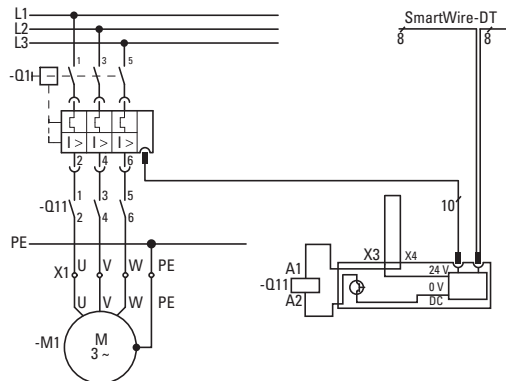 L1
L2
L3
SmartWire-DT
8 8
-Q1
1 3 5
I > I > I >
2 4 6
-Q11
1 3 5
2 4 6
10
PE
X3 X4
X1 U V W PE
A1
-Q11
A2
24 V
0 V
DC
U V W PE
-M1
M
3 ~